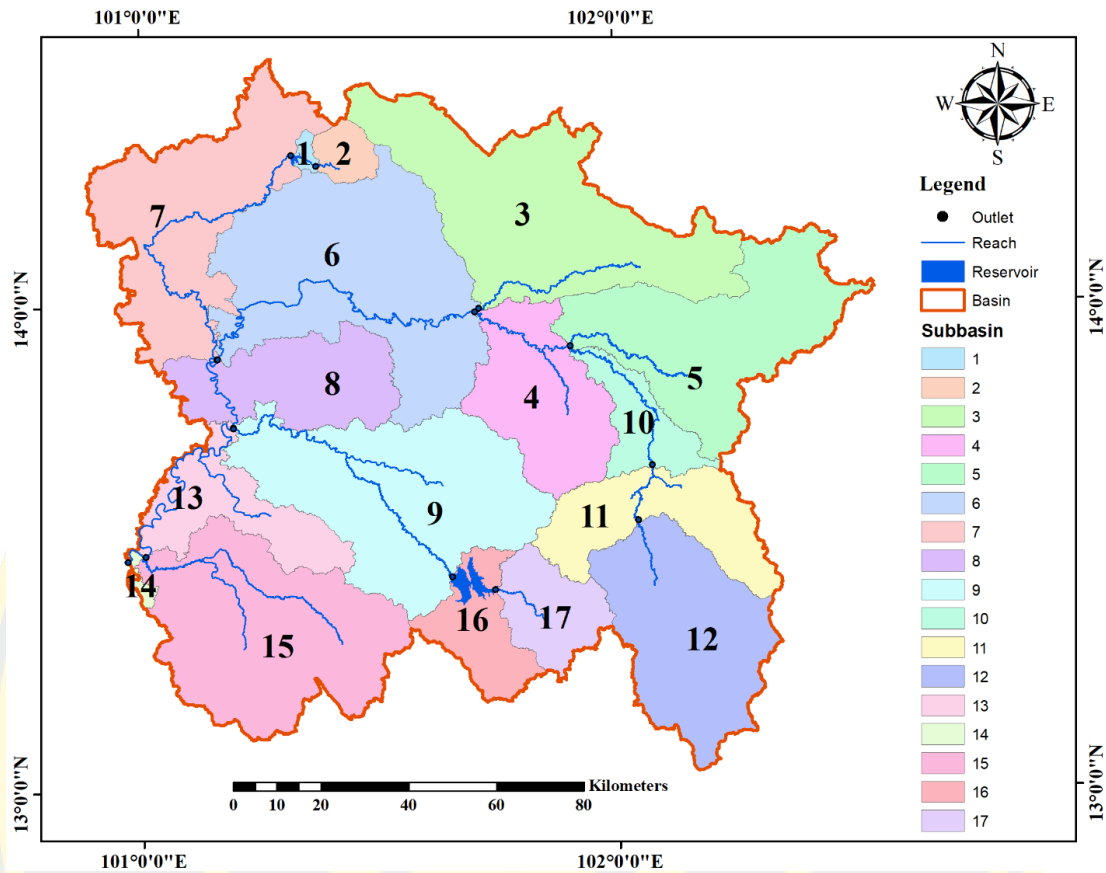 101°0'0"E 102°0'0"E
N
W E
S
1 2
Legend
7 3
Outlet
Reach
6
Reservoir
14°0'0"N
Basin
14°0'0"N
Subbasin
1
8 5
2
4
3
10
4
13
5
9 11
6
7
14
8
16 17
9
15 12
10
11
12
13
14
15
Kilometers
16
0 10 20 40 60 80
17
13°0'0"N
13°0'0"N
101°0'0"E 102°0'0"E